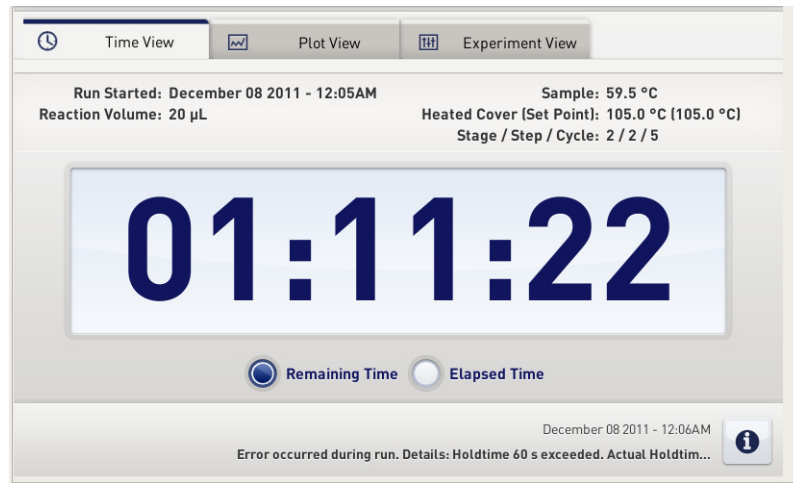 Time View Plot View Experiment View
Run Started: December 08 2011 - 12:05AM
Reaction Volume: 20 µL
Sample: 59.5 °C
Heated Cover (Set Point): 105.0 °C (105.0 °C)
Stage / Step / Cycle: 2 / 2 / 5
01:11:22
Remaining Time Elapsed Time
December 08 2011 - 12:06AM
Error occurred during run. Details: Holdtime 60 s exceeded. Actual Holdtim...